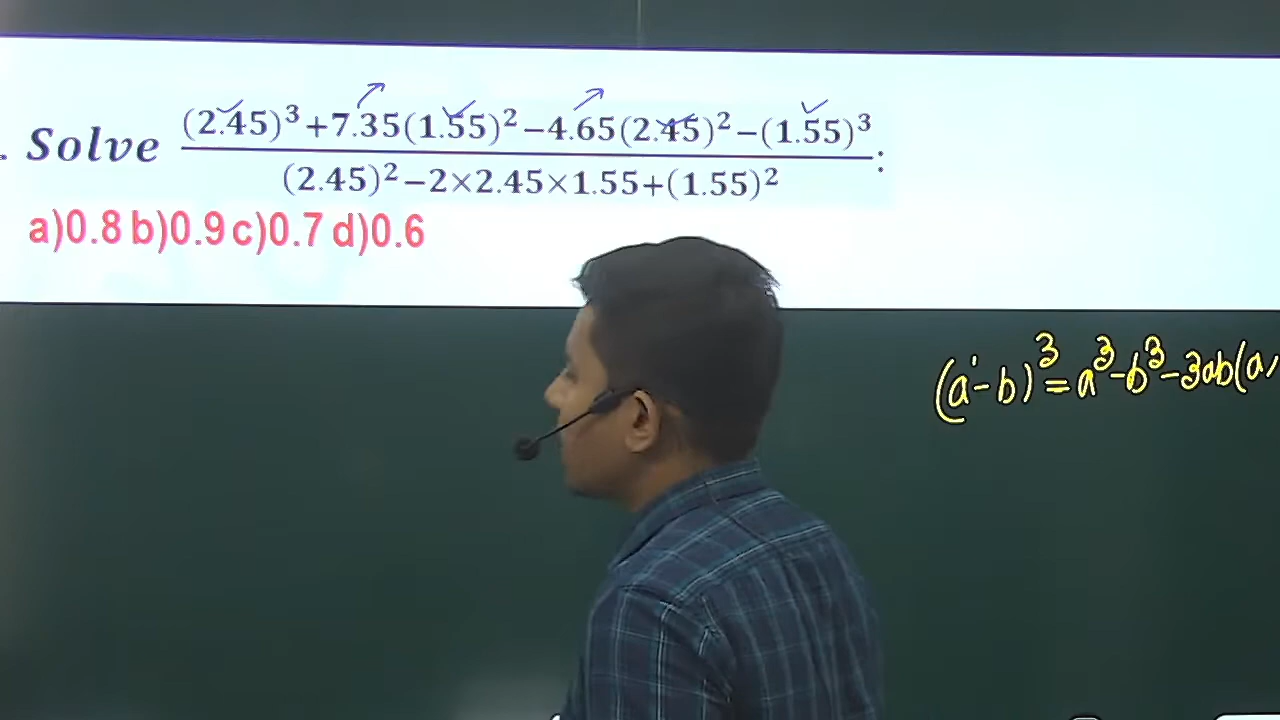 . Solve (2.45)³+7.35(1.55)²−4.65(2.45)²−(1.55)³ / (2.45)²−2×2.45×1.55+(1.55)² :
a)0.8 b)0.9 c)0.7 d)0.6
(a-b)³=a³-b³-3ab(a